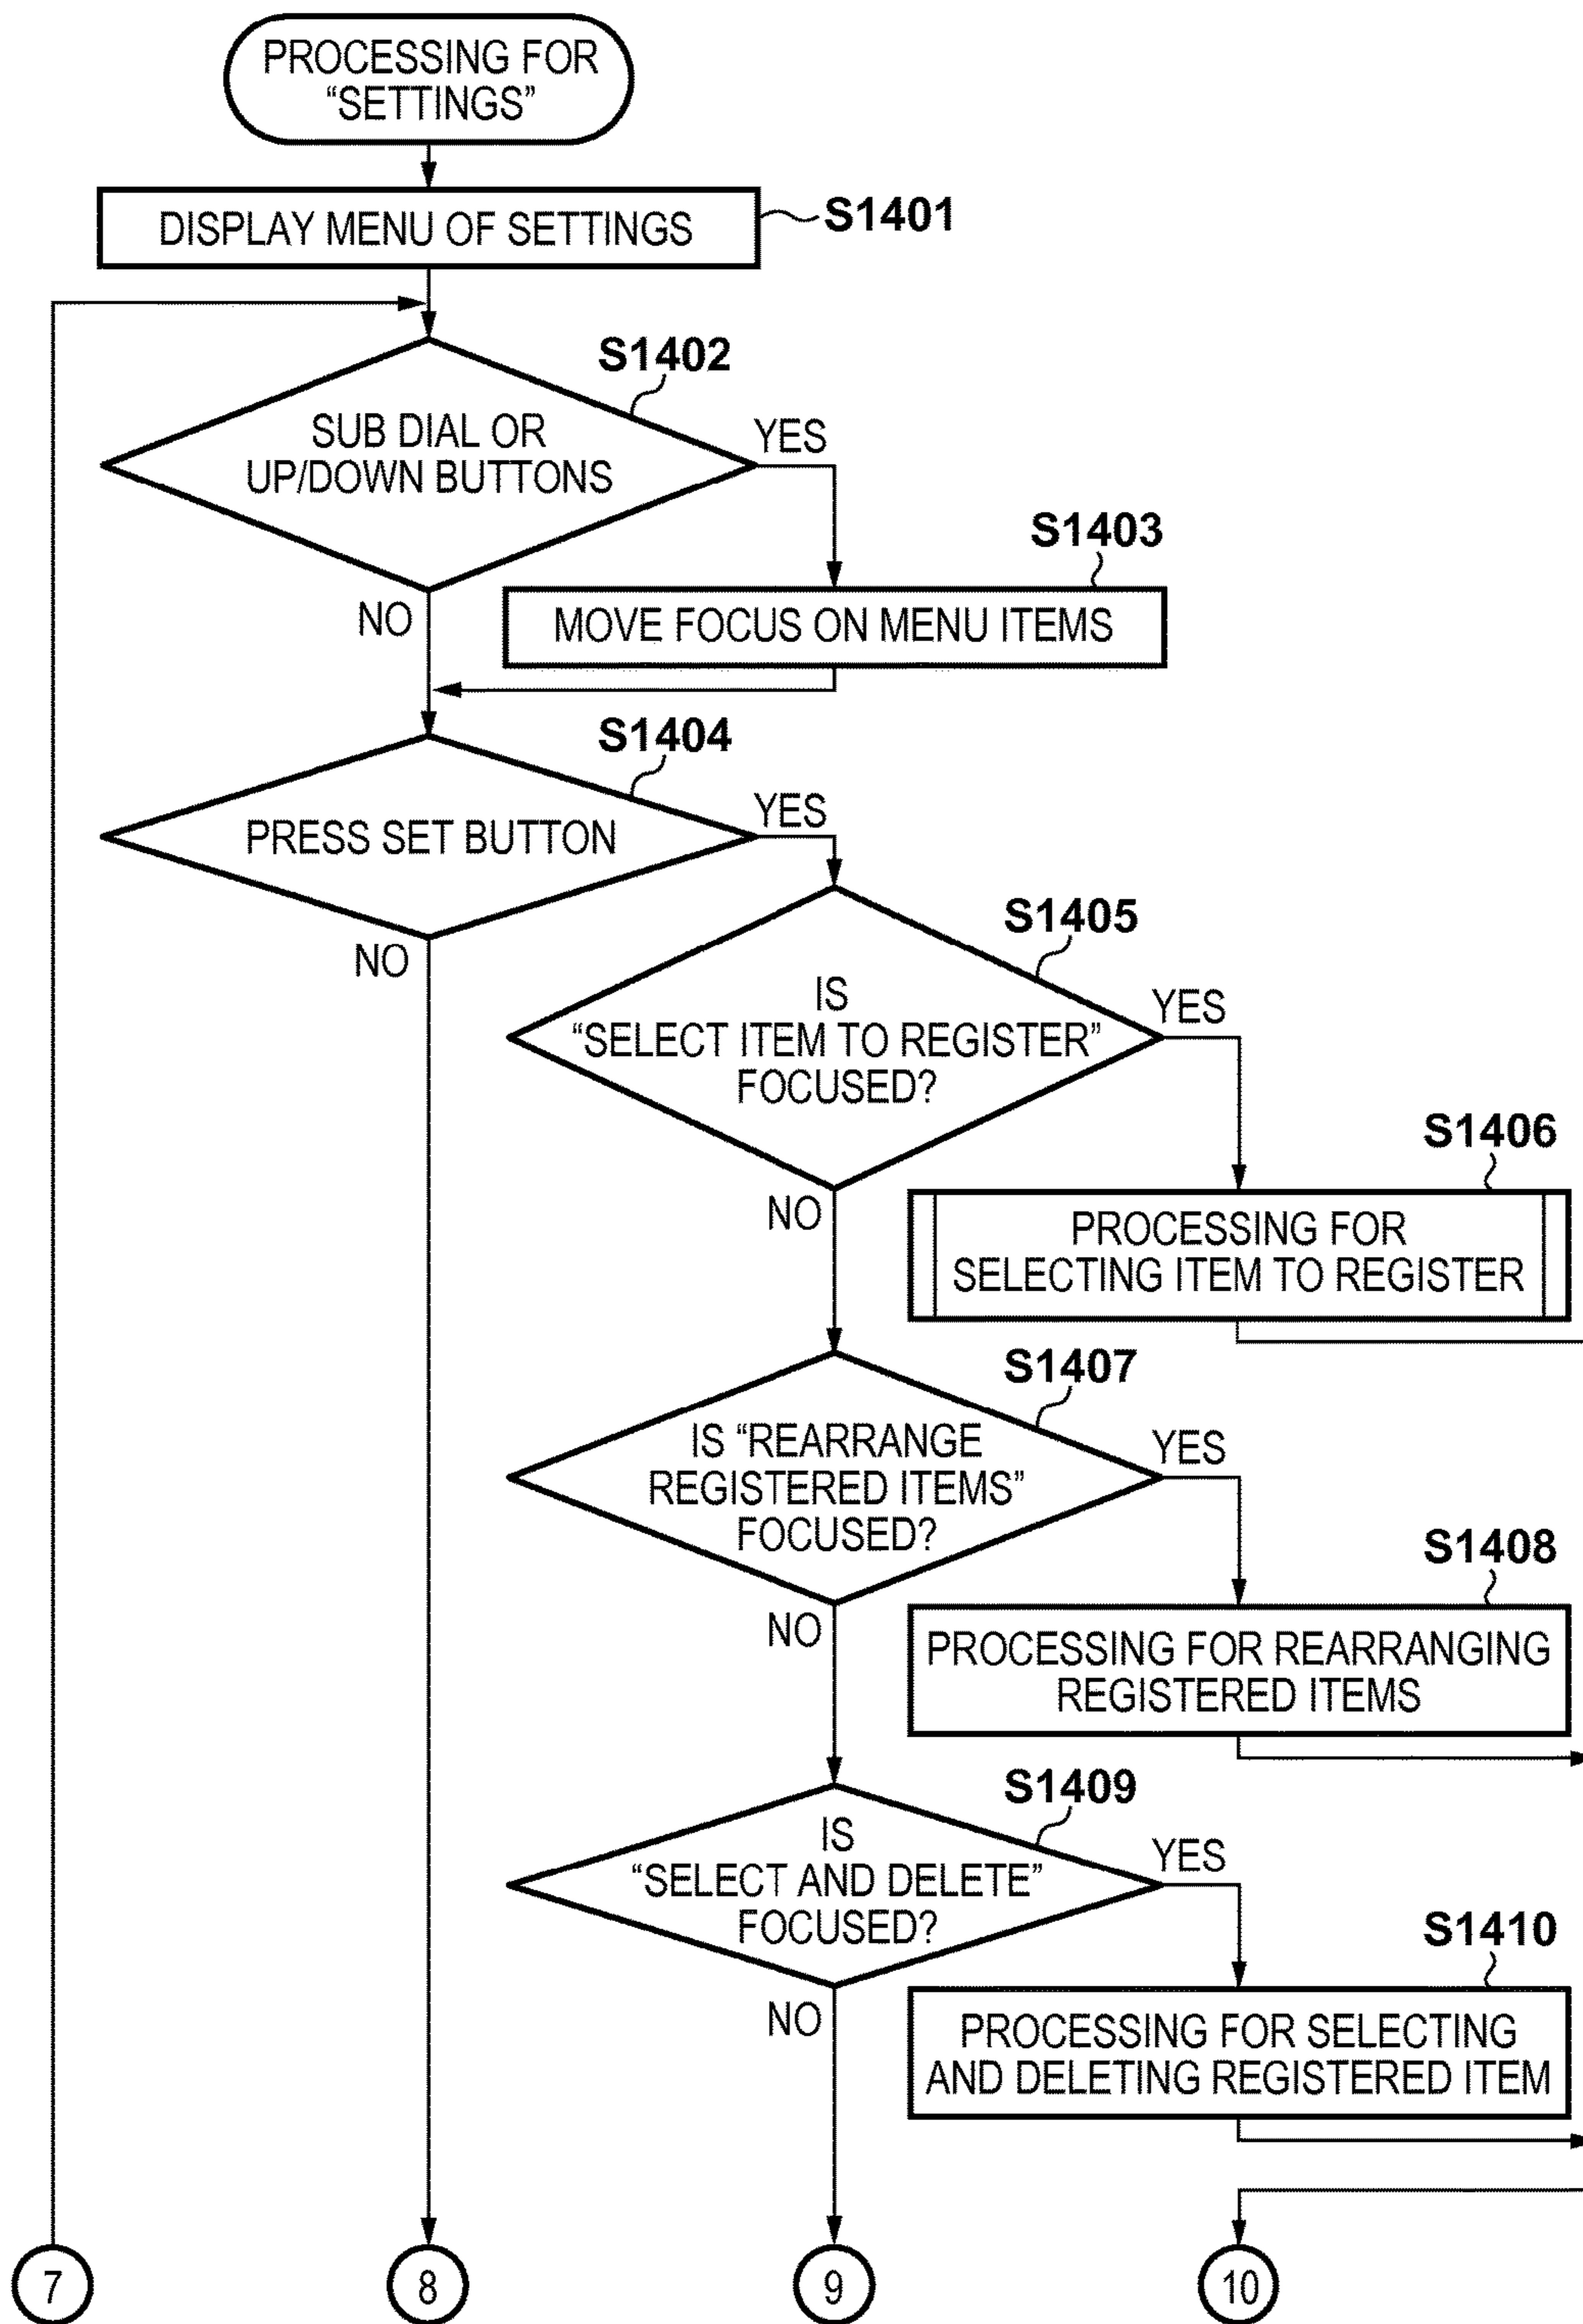 PROCESSING FOR
“SETTINGS”
DISPLAY MENU OF SETTINGS
S1401
S1402
SUB DIAL OR
UP/DOWN BUTTONS
YES
NO
S1403
MOVE FOCUS ON MENU ITEMS
S1404
PRESS SET BUTTON
YES
NO
S1405
IS
“SELECT ITEM TO REGISTER”
FOCUSED?
YES
NO
S1406
PROCESSING FOR
SELECTING ITEM TO REGISTER
S1407
IS “REARRANGE
REGISTERED ITEMS”
FOCUSED?
YES
NO
S1408
PROCESSING FOR REARRANGING
REGISTERED ITEMS
S1409
IS
“SELECT AND DELETE”
FOCUSED?
YES
NO
S1410
PROCESSING FOR SELECTING
AND DELETING REGISTERED ITEM
7
8
9
10